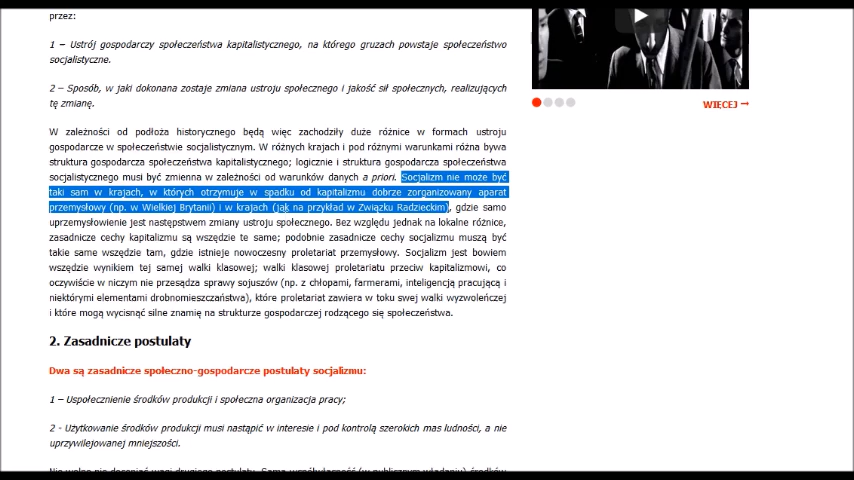 przez:
1 – Ustrój gospodarczy społeczeństwa kapitalistycznego, na którego gruzach powstaje społeczeństwo
socjalistyczne.
2 – Sposób, w jaki dokonana zostaje zmiana ustroju społecznego i jakość sił społecznych, realizujących
tę zmianę.
W zależności od podłoża historycznego będą więc zachodziły duże różnice w formach ustroju
gospodarcze w społeczeństwie socjalistycznym. W różnych krajach i pod różnymi warunkami różna bywa
struktura gospodarcza społeczeństwa kapitalistycznego; logicznie i struktura gospodarcza społeczeństwa
socjalistycznego musi być zmienna w zależności od warunków danych a priori. Socjalizm nie może być
taki sam w krajach, w których otrzymuje w spadku od kapitalizmu dobrze zorganizowany aparat
przemysłowy (np. w Wielkiej Brytanii) i w krajach (jak na przykład w Związku Radzieckim), gdzie samo
uprzemysłowienie jest następstwem zmiany ustroju społecznego. Bez względu jednak na lokalne różnice,
zasadnicze cechy kapitalizmu są wszędzie te same; podobnie zasadnicze cechy socjalizmu muszą być
takie same wszędzie tam, gdzie istnieje nowoczesny proletariat przemysłowy. Socjalizm jest bowiem
wszędzie wynikiem tej samej walki klasowej; walki klasowej proletariatu przeciw kapitalizmowi, co
oczywiście w niczym nie przesądza sprawy sojuszów (np. z chłopami, farmerami, inteligencją pracującą i
niektórymi elementami drobnomieszczaństwa), które proletariat zawiera w toku swej walki wyzwoleńczej
i które mogą wycisnąć silne znamię na strukturze gospodarczej rodzącego się społeczeństwa.
2. Zasadnicze postulaty
Dwa są zasadnicze społeczno-gospodarcze postulaty socjalizmu:
1 – Uspołecznienie środków produkcji i społeczna organizacja pracy;
2 - Użytkowanie środków produkcji musi nastąpić w interesie i pod kontrolą szerokich mas ludności, a nie
uprzywilejowanej mniejszości.
WIĘCEJ →